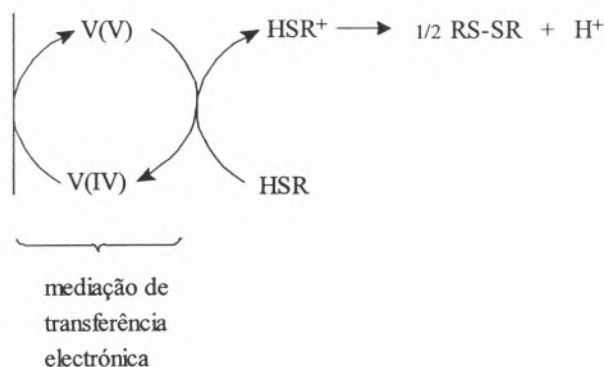 V(V) HSR⁺ 1/2 RS-SR + H⁺
V(IV) HSR
mediação de
transferência
electrónica